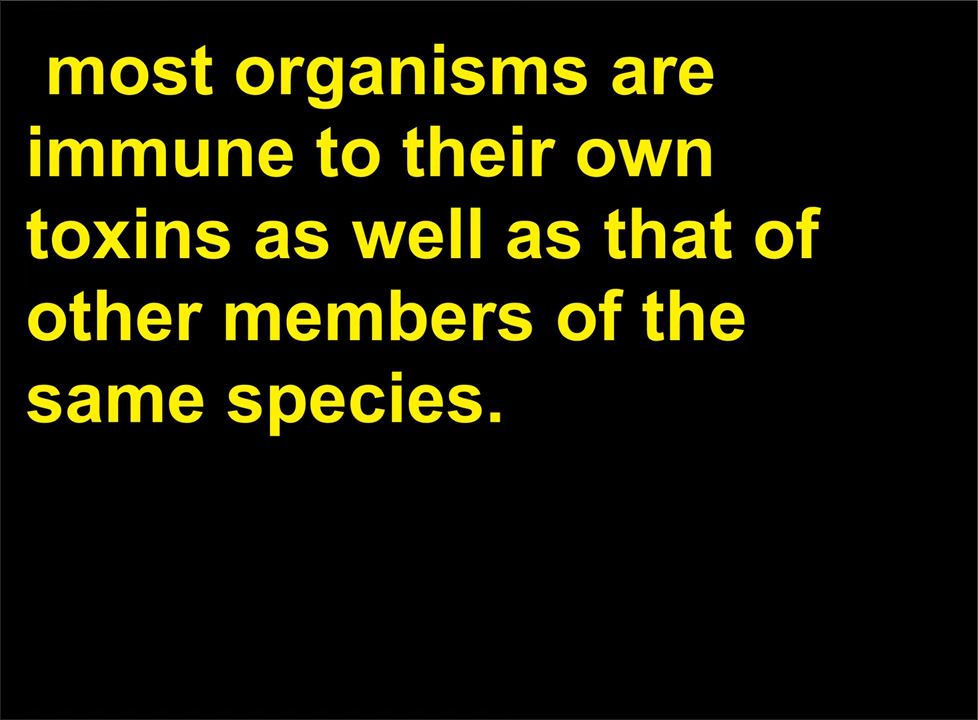 most organisms are
immune to their own
toxins as well as that of
other members of the
same species.